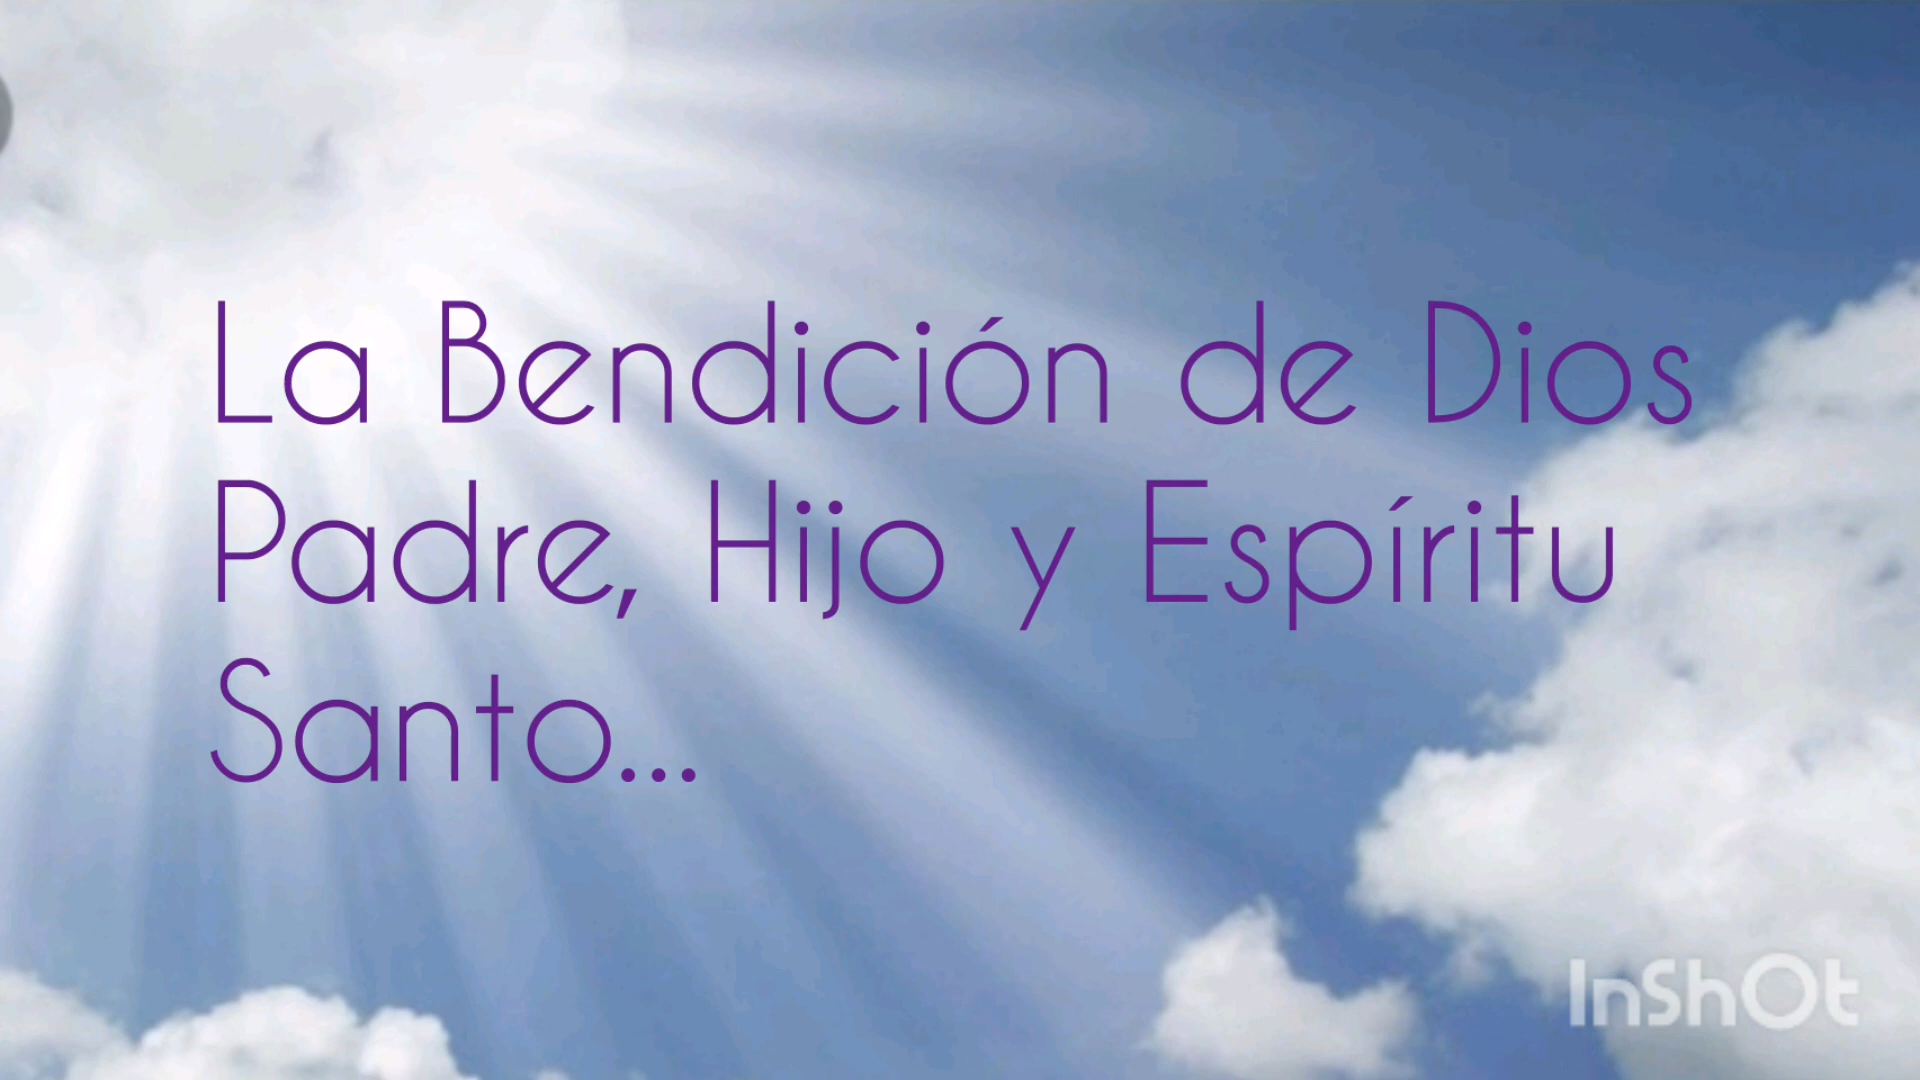 La Bendición de Dios
Padre, Hijo y Espíritu
Santo...
InShOt